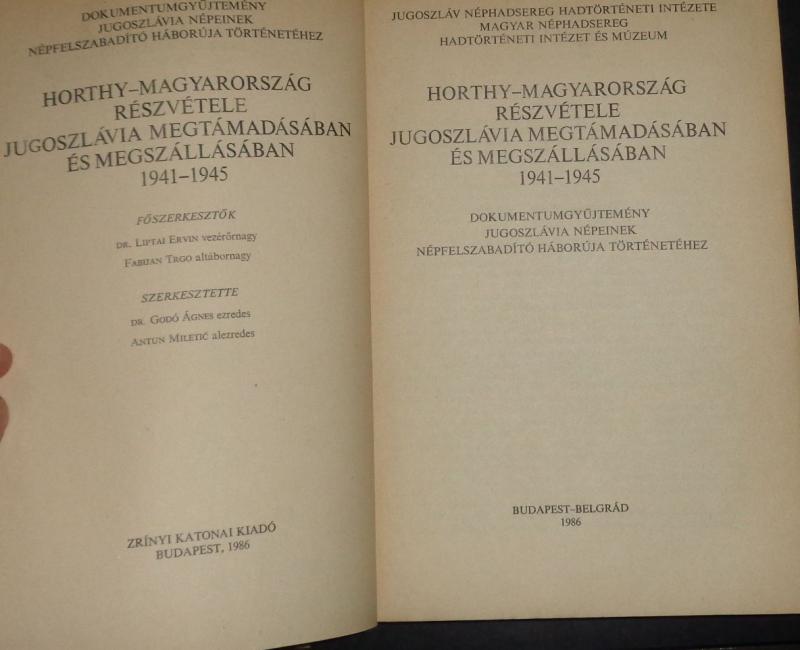 DOKUMENTUMGYŰJTEMÉNY
JUGOSZLÁVIA NÉPEINEK
NÉPFELSZABADÍTÓ HÁBORÚJA TÖRTÉNETÉHEZ
HORTHY–MAGYARORSZÁG
RÉSZVÉTELE
JUGOSZLÁVIA MEGTÁMADÁSÁBAN
ÉS MEGSZÁLLÁSÁBAN
1941–1945
FŐSZERKESZTŐK
DR. LIPTAI ERVIN vezérőrnagy
FABIJAN TRGO altábornagy
SZERKESZTETTE
DR. GODÓ ÁGNES ezredes
ANTUN MILETIĆ alezredes
ZRÍNYI KATONAI KIADÓ
BUDAPEST, 1986
JUGOSZLÁV NÉPHADSEREG HADTÖRTÉNETI INTÉZETE
MAGYAR NÉPHADSEREG
HADTÖRTÉNETI INTÉZET ÉS MÚZEUM
HORTHY–MAGYARORSZÁG
RÉSZVÉTELE
JUGOSZLÁVIA MEGTÁMADÁSÁBAN
ÉS MEGSZÁLLÁSÁBAN
1941–1945
DOKUMENTUMGYŰJTEMÉNY
JUGOSZLÁVIA NÉPEINEK
NÉPFELSZABADÍTÓ HÁBORÚJA TÖRTÉNETÉHEZ
BUDAPEST–BELGRÁD
1986